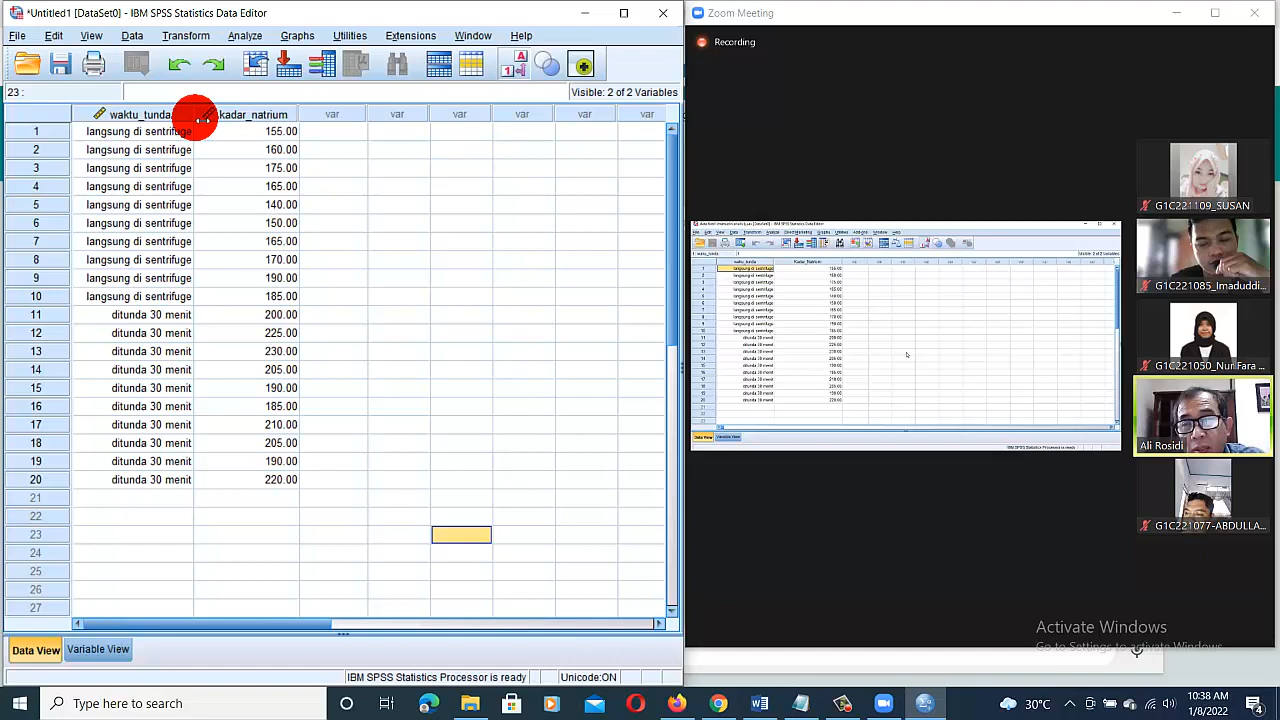 *Untitled1 [DataSet0] - IBM SPSS Statistics Data Editor
File Edit View Data Transform Analyze Graphs Utilities Extensions Window Help
23 :
Visible: 2 of 2 Variables
waktu_tunda kadar_natrium var var var var var var
1 langsung di sentrifuge 155.00
2 langsung di sentrifuge 160.00
3 langsung di sentrifuge 175.00
4 langsung di sentrifuge 165.00
5 langsung di sentrifuge 140.00
6 langsung di sentrifuge 150.00
7 langsung di sentrifuge 165.00
8 langsung di sentrifuge 170.00
9 langsung di sentrifuge 190.00
10 langsung di sentrifuge 185.00
11 ditunda 30 menit 200.00
12 ditunda 30 menit 225.00
13 ditunda 30 menit 230.00
14 ditunda 30 menit 205.00
15 ditunda 30 menit 190.00
16 ditunda 30 menit 185.00
17 ditunda 30 menit 210.00
18 ditunda 30 menit 205.00
19 ditunda 30 menit 190.00
20 ditunda 30 menit 220.00
21
22
23
24
25
26
27
Data View Variable View
IBM SPSS Statistics Processor is ready
Unicode:ON
Zoom Meeting
Recording
G1C221109_SUSAN
G1C221085_Imaduddi...
G1C221050_Nur Fara ...
Ali Rosidi
G1C221077-ABDULLA...
Activate Windows
Go to Settings to activate Windows.
Type here to search
30°C
10:38 AM
1/8/2022